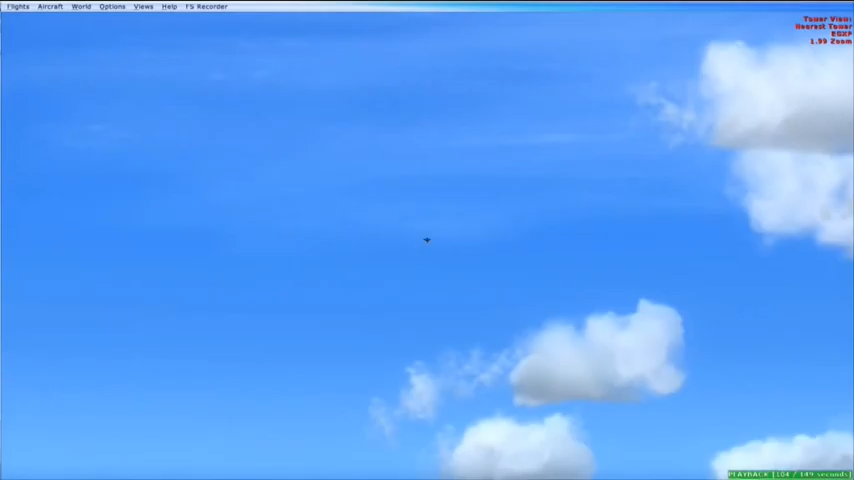 Flights Aircraft World Options Views Help FS Recorder
Tower View:
Nearest Tower
EGXP
1.99 Zoom
PLAYBACK [104 / 149 seconds]